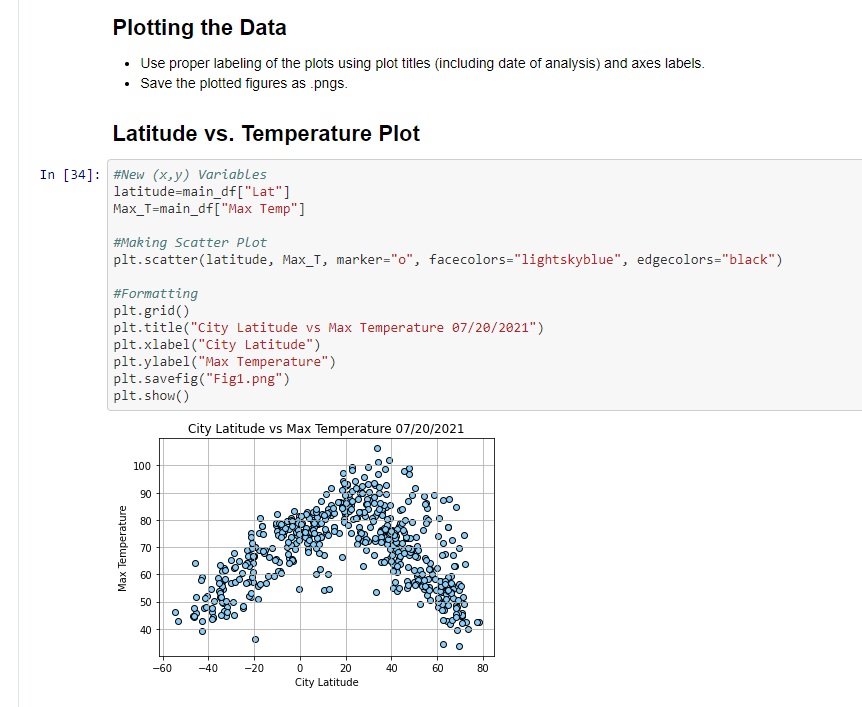 Plotting the Data
• Use proper labeling of the plots using plot titles (including date of analysis) and axes labels.
• Save the plotted figures as .pngs.
Latitude vs. Temperature Plot
In [34]:
#New (x,y) Variables
latitude=main_df["Lat"]
Max_T=main_df["Max Temp"]
#Making Scatter Plot
plt.scatter(latitude, Max_T, marker="o", facecolors="lightskyblue", edgecolors="black")
#Formatting
plt.grid()
plt.title("City Latitude vs Max Temperature 07/20/2021")
plt.xlabel("City Latitude")
plt.ylabel("Max Temperature")
plt.savefig("Fig1.png")
plt.show()
City Latitude vs Max Temperature 07/20/2021
Max Temperature
100
90
80
70
60
50
40
−60 −40 −20 0 20 40 60 80
City Latitude